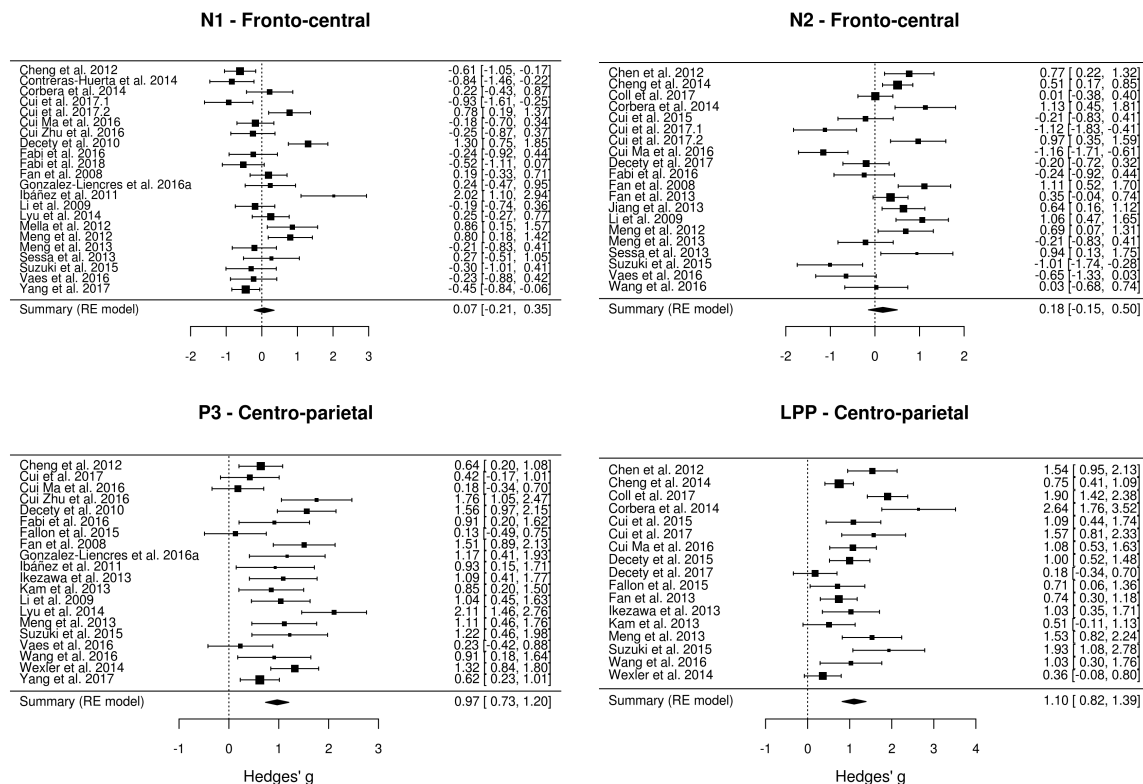 N1 - Fronto-central
Cheng et al. 2012 -0.61 [-1.05, -0.17]
Contreras-Huerta et al. 2014 -0.84 [-1.46, -0.22]
Corbera et al. 2014 0.22 [-0.43, 0.87]
Cui et al. 2017.1 -0.93 [-1.61, -0.25]
Cui et al. 2017.2 0.78 [ 0.19, 1.37]
Cui Ma et al. 2016 -0.18 [-0.70, 0.34]
Cui Zhu et al. 2016 -0.25 [-0.87, 0.37]
Decety et al. 2010 1.30 [ 0.75, 1.85]
Fabi et al. 2016 -0.24 [-0.92, 0.44]
Fabi et al. 2018 -0.52 [-1.11, 0.07]
Fan et al. 2008 0.19 [-0.33, 0.71]
Gonzalez-Liencres et al. 2016a 0.24 [-0.47, 0.95]
Ibáñez et al. 2011 2.02 [ 1.10, 2.94]
Li et al. 2009 -0.19 [-0.74, 0.36]
Lyu et al. 2014 0.25 [-0.27, 0.77]
Mella et al. 2012 0.86 [ 0.15, 1.57]
Meng et al. 2012 0.80 [ 0.18, 1.42]
Meng et al. 2013 -0.21 [-0.83, 0.41]
Sessa et al. 2013 0.27 [-0.51, 1.05]
Suzuki et al. 2015 -0.30 [-1.01, 0.41]
Vaes et al. 2016 -0.23 [-0.88, 0.42]
Yang et al. 2017 -0.45 [-0.84, -0.06]
Summary (RE model) 0.07 [-0.21, 0.35]
-2 -1 0 1 2 3
N2 - Fronto-central
Chen et al. 2012 0.77 [ 0.22, 1.32]
Cheng et al. 2014 0.51 [ 0.17, 0.85]
Coll et al. 2017 0.01 [-0.38, 0.40]
Corbera et al. 2014 1.13 [ 0.45, 1.81]
Cui et al. 2015 -0.21 [-0.83, 0.41]
Cui et al. 2017.1 -1.12 [-1.83, -0.41]
Cui et al. 2017.2 0.97 [ 0.35, 1.59]
Cui Ma et al. 2016 -1.16 [-1.71, -0.61]
Decety et al. 2017 -0.20 [-0.72, 0.32]
Fabi et al. 2016 -0.24 [-0.92, 0.44]
Fan et al. 2008 1.11 [ 0.52, 1.70]
Fan et al. 2013 0.35 [-0.04, 0.74]
Jiang et al. 2013 0.64 [ 0.16, 1.12]
Li et al. 2009 1.06 [ 0.47, 1.65]
Meng et al. 2012 0.69 [ 0.07, 1.31]
Meng et al. 2013 -0.21 [-0.83, 0.41]
Sessa et al. 2013 0.94 [ 0.13, 1.75]
Suzuki et al. 2015 -1.01 [-1.74, -0.28]
Vaes et al. 2016 -0.65 [-1.33, 0.03]
Wang et al. 2016 0.03 [-0.68, 0.74]
Summary (RE model) 0.18 [-0.15, 0.50]
-2 -1 0 1 2
P3 - Centro-parietal
Cheng et al. 2012 0.64 [ 0.20, 1.08]
Cui et al. 2017 0.42 [-0.17, 1.01]
Cui Ma et al. 2016 0.18 [-0.34, 0.70]
Cui Zhu et al. 2016 1.76 [ 1.05, 2.47]
Decety et al. 2010 1.56 [ 0.97, 2.15]
Fabi et al. 2016 0.91 [ 0.20, 1.62]
Fallon et al. 2015 0.13 [-0.49, 0.75]
Fan et al. 2008 1.51 [ 0.89, 2.13]
Gonzalez-Liencres et al. 2016a 1.17 [ 0.41, 1.93]
Ibáñez et al. 2011 0.93 [ 0.15, 1.71]
Ikezawa et al. 2013 1.09 [ 0.41, 1.77]
Kam et al. 2013 0.85 [ 0.20, 1.50]
Li et al. 2009 1.04 [ 0.45, 1.63]
Lyu et al. 2014 2.11 [ 1.46, 2.76]
Meng et al. 2013 1.11 [ 0.46, 1.76]
Suzuki et al. 2015 1.22 [ 0.46, 1.98]
Vaes et al. 2016 0.23 [-0.42, 0.88]
Wang et al. 2016 0.91 [ 0.18, 1.64]
Wexler et al. 2014 1.32 [ 0.84, 1.80]
Yang et al. 2017 0.62 [ 0.23, 1.01]
Summary (RE model) 0.97 [ 0.73, 1.20]
-1 0 1 2 3
Hedges' g
LPP - Centro-parietal
Chen et al. 2012 1.54 [ 0.95, 2.13]
Cheng et al. 2014 0.75 [ 0.41, 1.09]
Coll et al. 2017 1.90 [ 1.42, 2.38]
Corbera et al. 2014 2.64 [ 1.76, 3.52]
Cui et al. 2015 1.09 [ 0.44, 1.74]
Cui et al. 2017 1.57 [ 0.81, 2.33]
Cui Ma et al. 2016 1.08 [ 0.53, 1.63]
Decety et al. 2015 1.00 [ 0.52, 1.48]
Decety et al. 2017 0.18 [-0.34, 0.70]
Fallon et al. 2015 0.71 [ 0.06, 1.36]
Fan et al. 2013 0.74 [ 0.30, 1.18]
Ikezawa et al. 2013 1.03 [ 0.35, 1.71]
Kam et al. 2013 0.51 [-0.11, 1.13]
Meng et al. 2013 1.53 [ 0.82, 2.24]
Suzuki et al. 2015 1.93 [ 1.08, 2.78]
Wang et al. 2016 1.03 [ 0.30, 1.76]
Wexler et al. 2014 0.36 [-0.08, 0.80]
Summary (RE model) 1.10 [ 0.82, 1.39]
-1 0 1 2 3 4
Hedges' g